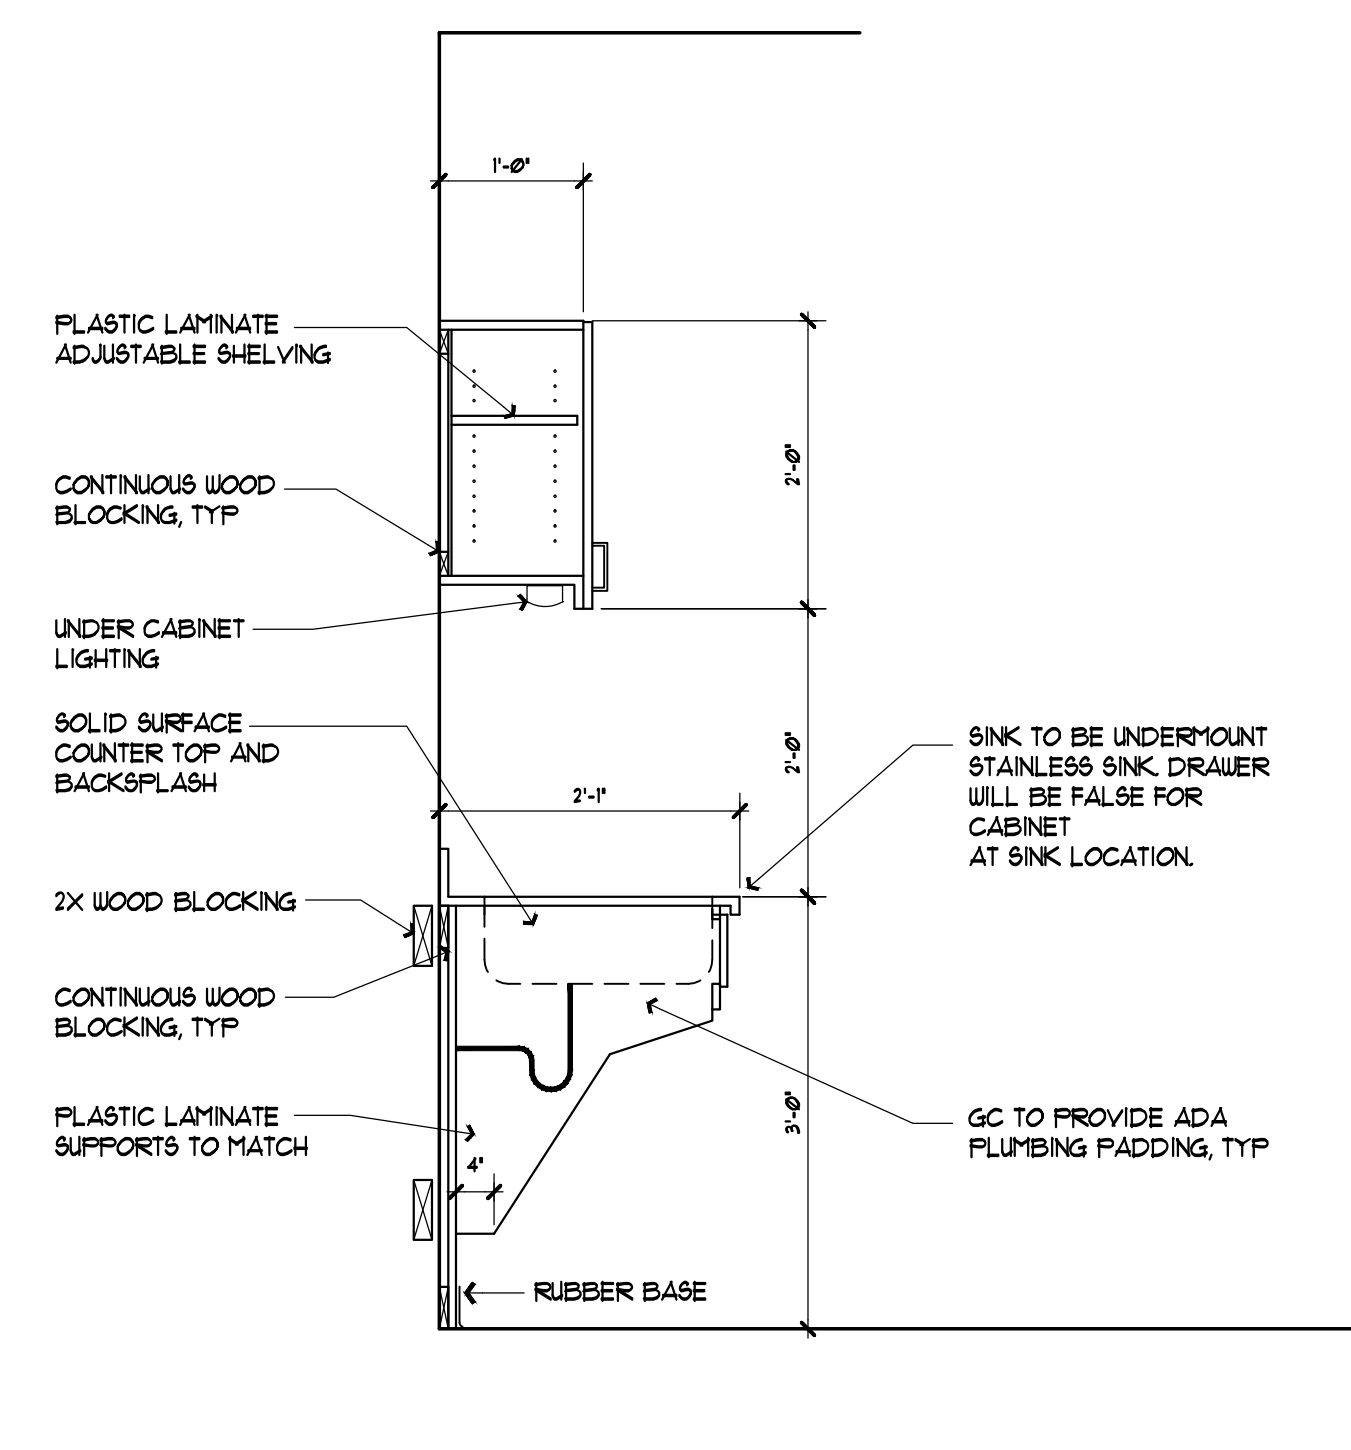 1'-0"
PLASTIC LAMINATE
ADJUSTABLE SHELVING
2'-0"
CONTINUOUS WOOD
BLOCKING, TYP
UNDER CABINET
LIGHTING
SOLID SURFACE
COUNTER TOP AND
BACKSPLASH
2'-0"
2'-1"
SINK TO BE UNDERMOUNT
STAINLESS SINK. DRAWER
WILL BE FALSE FOR
CABINET
AT SINK LOCATION.
2X WOOD BLOCKING
CONTINUOUS WOOD
BLOCKING, TYP
PLASTIC LAMINATE
SUPPORTS TO MATCH
4"
3'-0"
GC TO PROVIDE ADA
PLUMBING PADDING, TYP
RUBBER BASE